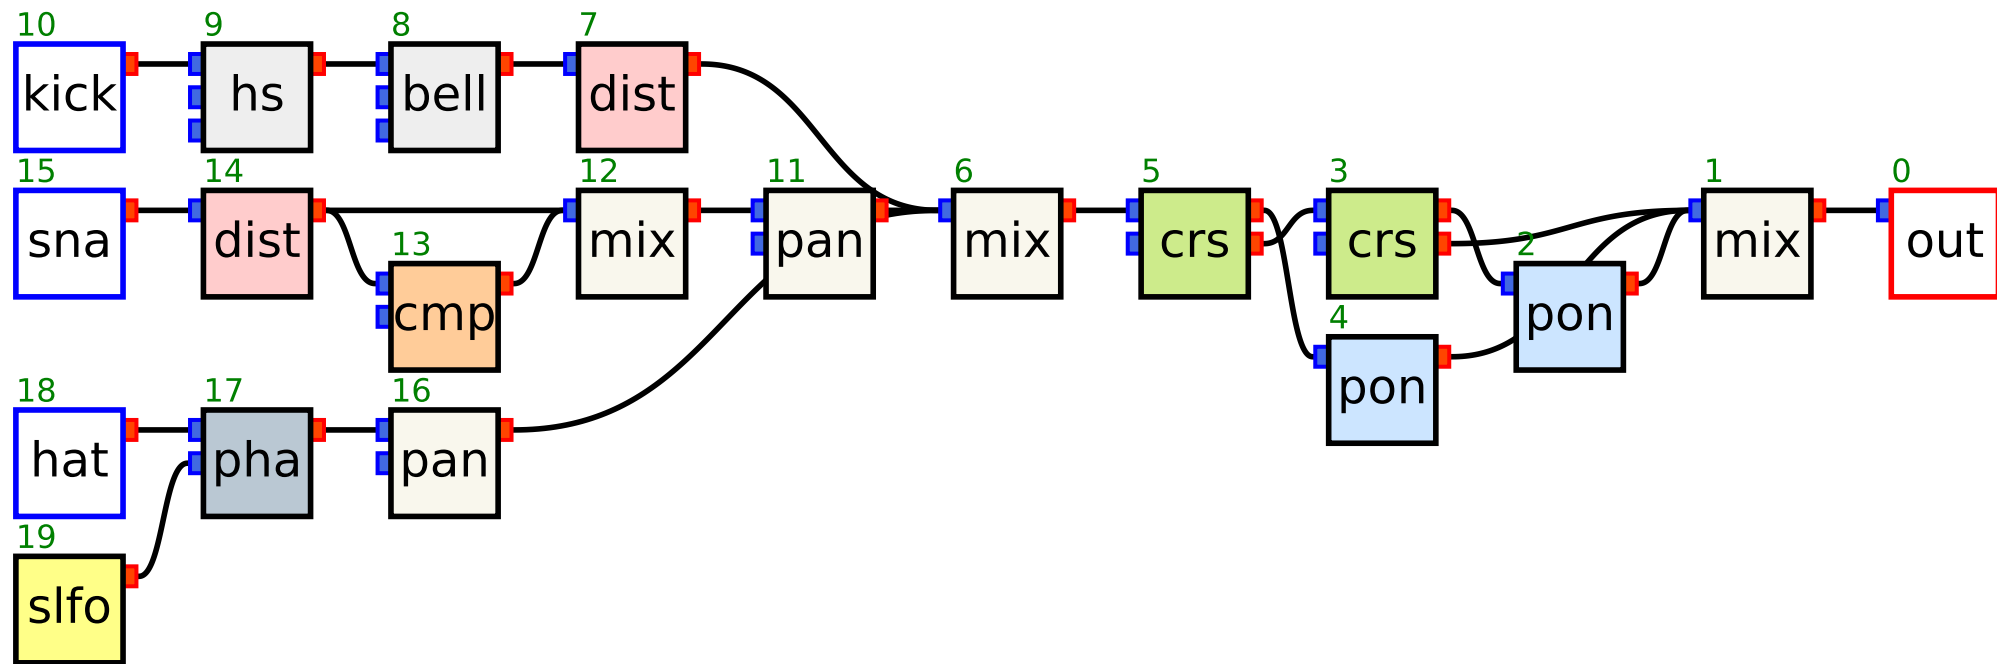 10 9 8 7
kick hs bell dist
15 14 12 11 6 5 3 1 0
sna dist mix pan mix crs crs mix out
13 2
cmp pon
4
pon
18 17 16
hat pha pan
19
slfo